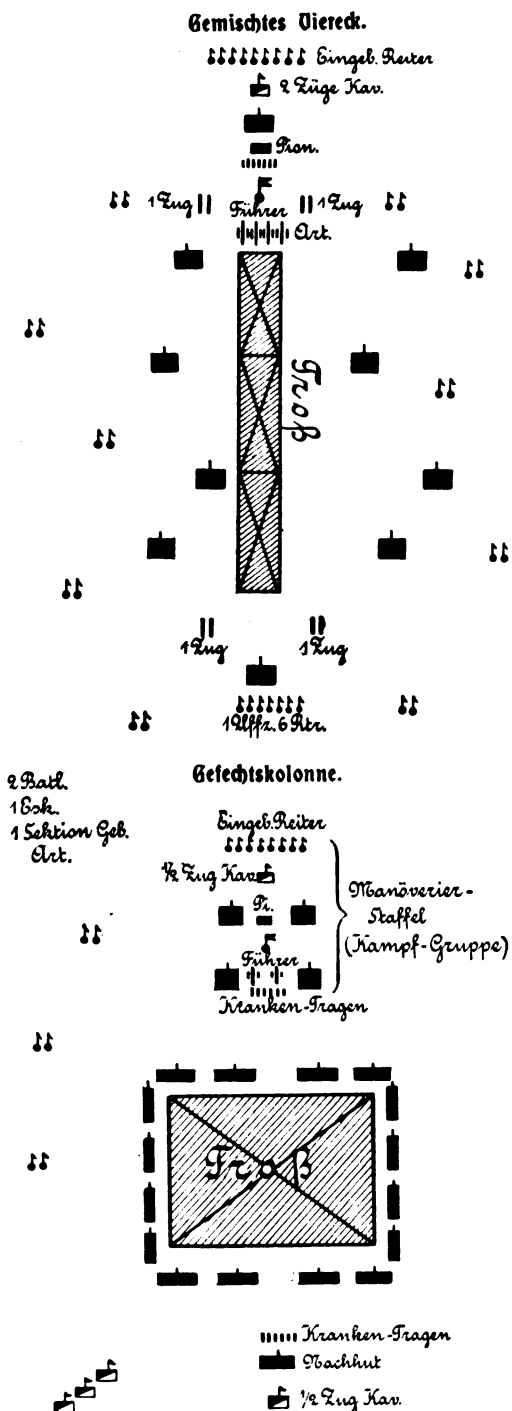 Gemischtes Viereck.
Eingeb. Reiter
2 Züge Kav.
Pion.
1 Zug
Führer
1 Zug
Art.
Troß
1 Zug
1 Zug
1 Uffz. 6 Rtr.
Gefechtskolonne.
2 Batl.
1 Esk.
1 Sektion Geb.
Art.
Eingeb. Reiter
½ Zug Kav.
Pi.
Führer
Kranken-Tragen
Manöverier-
Staffel
(Kampf-Gruppe)
Troß
Kranken-Tragen
Nachhut
½ Zug Kav.